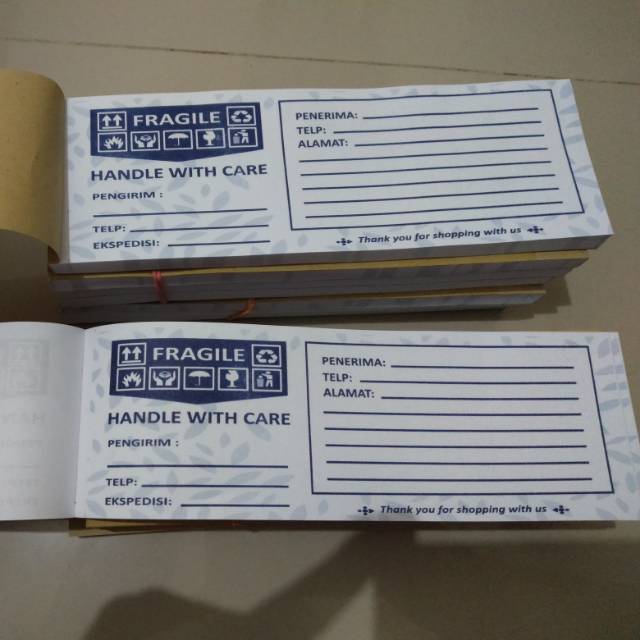 FRAGILE
HANDLE WITH CARE
PENGIRIM :
TELP:
EKSPEDISI:
PENERIMA:
TELP:
ALAMAT:
Thank you for shopping with us
FRAGILE
HANDLE WITH CARE
PENGIRIM :
TELP:
EKSPEDISI:
PENERIMA:
TELP:
ALAMAT:
Thank you for shopping with us